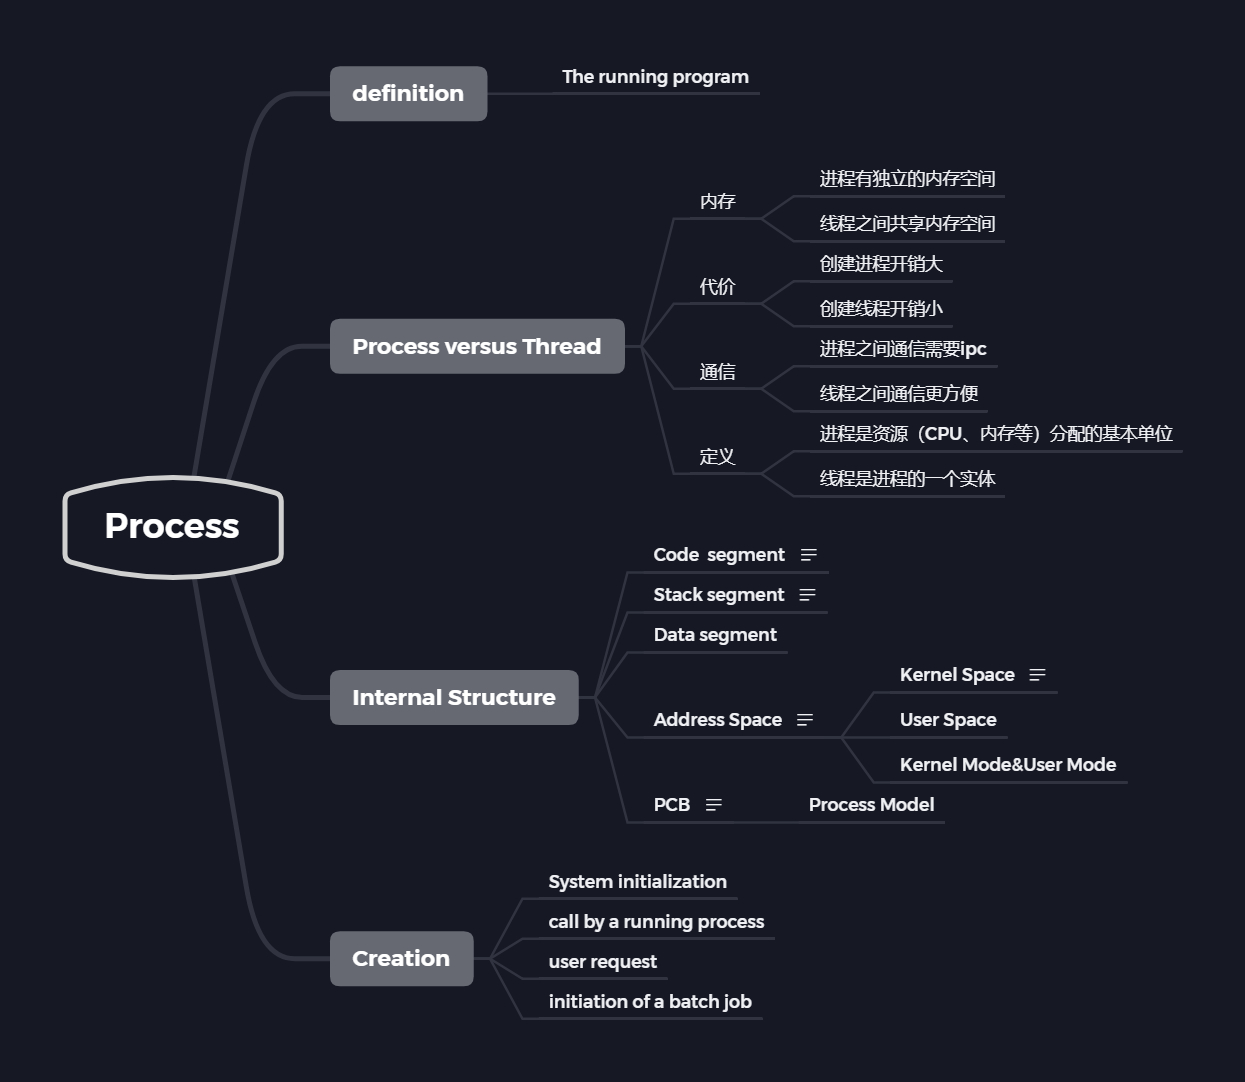 Process
definition
The running program
Process versus Thread
内存
进程有独立的内存空间
线程之间共享内存空间
代价
创建进程开销大
创建线程开销小
通信
进程之间通信需要ipc
线程之间通信更方便
定义
进程是资源（CPU、内存等）分配的基本单位
线程是进程的一个实体
Internal Structure
Code  segment
Stack segment
Data segment
Address Space
Kernel Space
User Space
Kernel Mode&User Mode
PCB
Process Model
Creation
System initialization
call by a running process
user request
initiation of a batch job